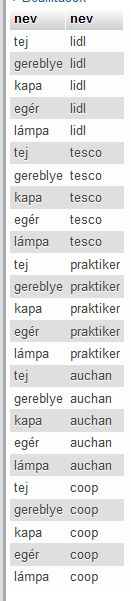 nev nev
tej lidl
gereblye lidl
kapa lidl
egér lidl
lámpa lidl
tej tesco
gereblye tesco
kapa tesco
egér tesco
lámpa tesco
tej praktiker
gereblye praktiker
kapa praktiker
egér praktiker
lámpa praktiker
tej auchan
gereblye auchan
kapa auchan
egér auchan
lámpa auchan
tej coop
gereblye coop
kapa coop
egér coop
lámpa coop